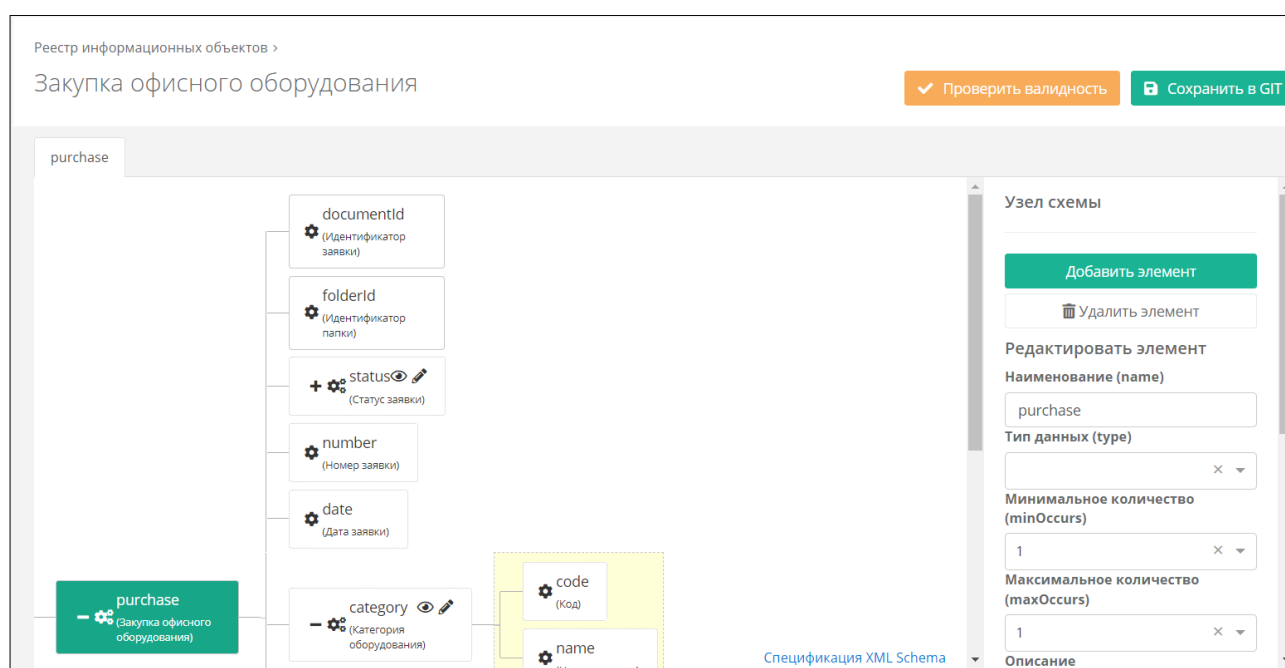 Реестр информационных объектов >
Закупка офисного оборудования
Проверить валидность
Сохранить в GIT
purchase
documentId
(Идентификатор
заявки)
folderId
(Идентификатор
папки)
status
(Статус заявки)
number
(Номер заявки)
date
(Дата заявки)
purchase
(Закупка офисного
оборудования)
category
(Категория
оборудования)
code
(Код)
name
Спецификация XML Schema
Узел схемы
Добавить элемент
Удалить элемент
Редактировать элемент
Наименование (name)
purchase
Тип данных (type)
Минимальное количество
(minOccurs)
1
Максимальное количество
(maxOccurs)
1
Описание